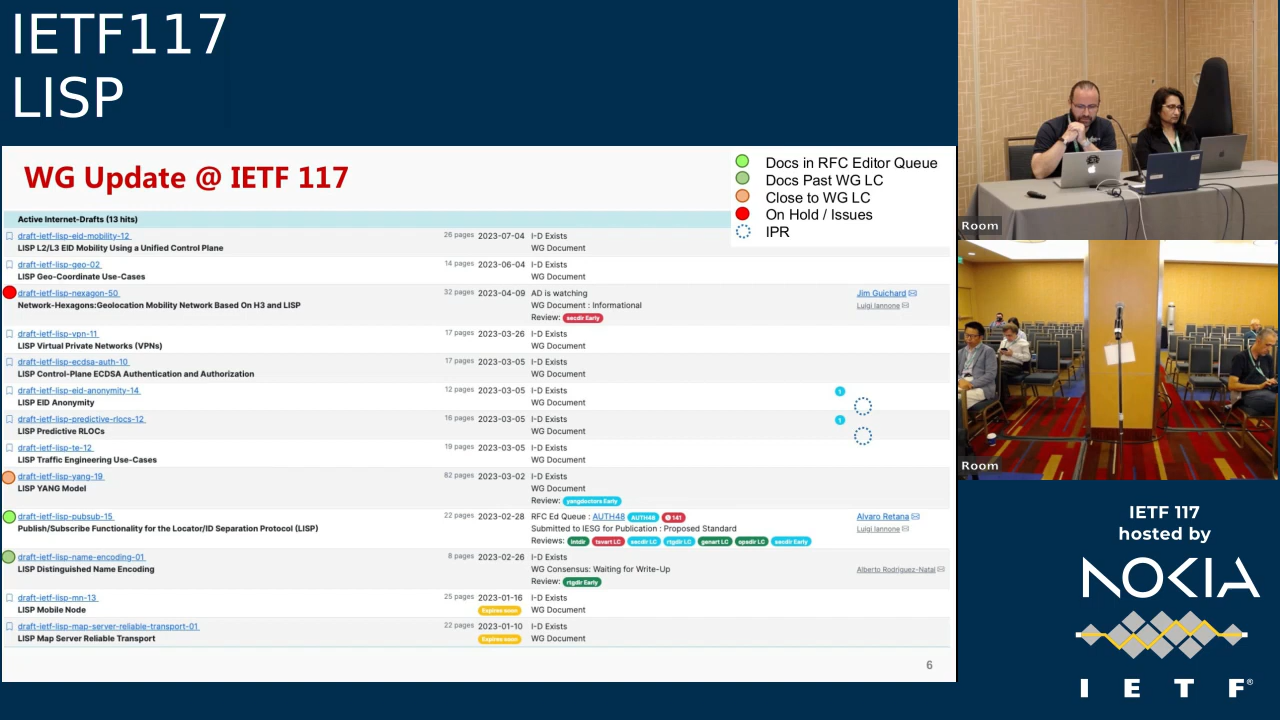 IETF117
LISP
WG Update @ IETF 117
Docs in RFC Editor Queue
Docs Past WG LC
Close to WG LC
On Hold / Issues
IPR
Active Internet-Drafts (13 hits)
draft-ietf-lisp-eid-mobility-12 26 pages 2023-07-04 I-D Exists
LISP L2/L3 EID Mobility Using a Unified Control Plane WG Document
draft-ietf-lisp-geo-02 14 pages 2023-06-04 I-D Exists
LISP Geo-Coordinate Use-Cases WG Document
draft-ietf-lisp-nexagon-50 32 pages 2023-04-09 AD is watching Jim Guichard
Network-Hexagons:Geolocation Mobility Network Based On H3 and LISP WG Document : Informational Luigi Iannone
Review: secdir Early
draft-ietf-lisp-vpn-11 17 pages 2023-03-26 I-D Exists
LISP Virtual Private Networks (VPNs) WG Document
draft-ietf-lisp-ecdsa-auth-10 17 pages 2023-03-05 I-D Exists
LISP Control-Plane ECDSA Authentication and Authorization WG Document
draft-ietf-lisp-eid-anonymity-14 12 pages 2023-03-05 I-D Exists 1
LISP EID Anonymity WG Document
draft-ietf-lisp-predictive-rlocs-12 16 pages 2023-03-05 I-D Exists 1
LISP Predictive RLOCs WG Document
draft-ietf-lisp-te-12 19 pages 2023-03-05 I-D Exists
LISP Traffic Engineering Use-Cases WG Document
draft-ietf-lisp-yang-19 82 pages 2023-03-02 I-D Exists
LISP YANG Model WG Document
Review: yangdoctors Early
draft-ietf-lisp-pubsub-15 22 pages 2023-02-28 RFC Ed Queue : AUTH48 AUTH48 141 Alvaro Retana
Publish/Subscribe Functionality for the Locator/ID Separation Protocol (LISP) Submitted to IESG for Publication : Proposed Standard Luigi Iannone
Reviews: intdir tsvart LC secdir LC rtgdir LC genart LC opsdir LC secdir Early
draft-ietf-lisp-name-encoding-01 8 pages 2023-02-26 I-D Exists
LISP Distinguished Name Encoding WG Consensus: Waiting for Write-Up Alberto Rodriguez-Natal
Review: rtgdir Early
draft-ietf-lisp-mn-13 25 pages 2023-01-16 I-D Exists
LISP Mobile Node Expires soon WG Document
draft-ietf-lisp-map-server-reliable-transport-01 22 pages 2023-01-10 I-D Exists
LISP Map Server Reliable Transport Expires soon WG Document
6
Room
Room
IETF 117
hosted by
NOKIA
I E T F®